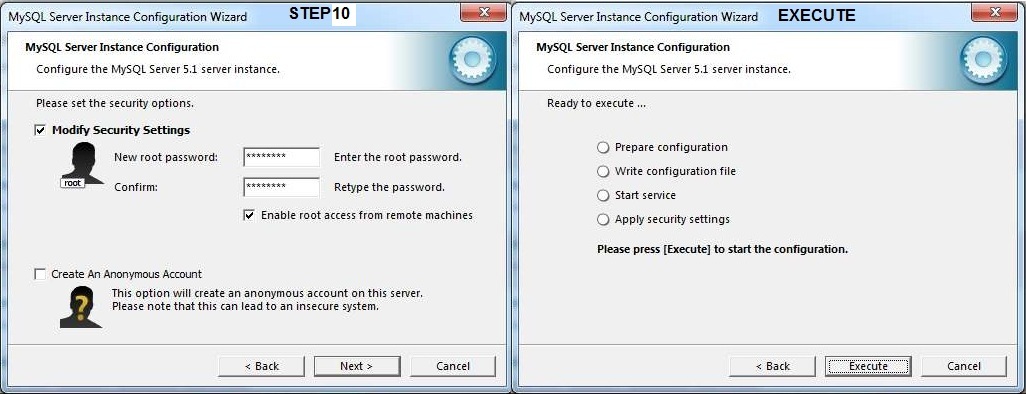 MySQL Server Instance Configuration Wizard STEP10
MySQL Server Instance Configuration
Configure the MySQL Server 5.1 server instance.
Please set the security options.
Modify Security Settings
root
New root password: ******** Enter the root password.
Confirm: ******** Retype the password.
Enable root access from remote machines
Create An Anonymous Account
This option will create an anonymous account on this server.
Please note that this can lead to an insecure system.
< Back Next > Cancel
MySQL Server Instance Configuration Wizard EXECUTE
MySQL Server Instance Configuration
Configure the MySQL Server 5.1 server instance.
Ready to execute ...
Prepare configuration
Write configuration file
Start service
Apply security settings
Please press [Execute] to start the configuration.
< Back Execute Cancel